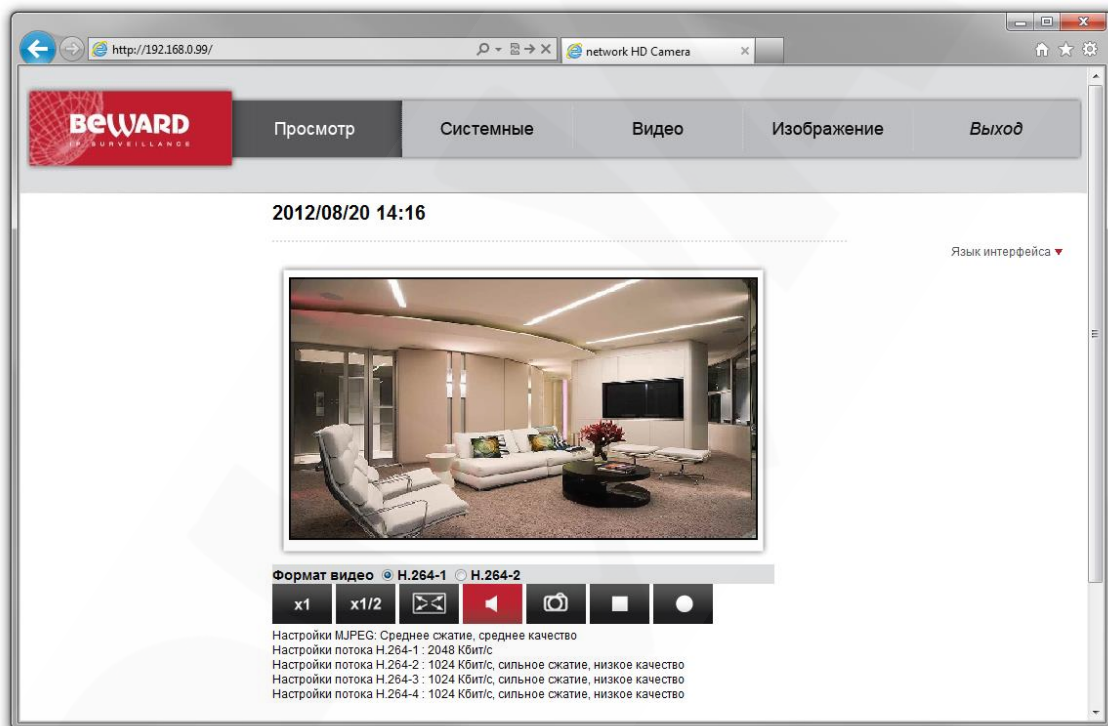 http://192.168.0.99/
network HD Camera
BEWARD
IP SURVEILLANCE
Просмотр
Системные
Видео
Изображение
Выход
2012/08/20 14:16
Язык интерфейса
Формат видео H.264-1 H.264-2
x1 x1/2
Настройки MJPEG: Среднее сжатие, среднее качество
Настройки потока H.264-1 : 2048 Кбит/с
Настройки потока H.264-2 : 1024 Кбит/с, сильное сжатие, низкое качество
Настройки потока H.264-3 : 1024 Кбит/с, сильное сжатие, низкое качество
Настройки потока H.264-4 : 1024 Кбит/с, сильное сжатие, низкое качество